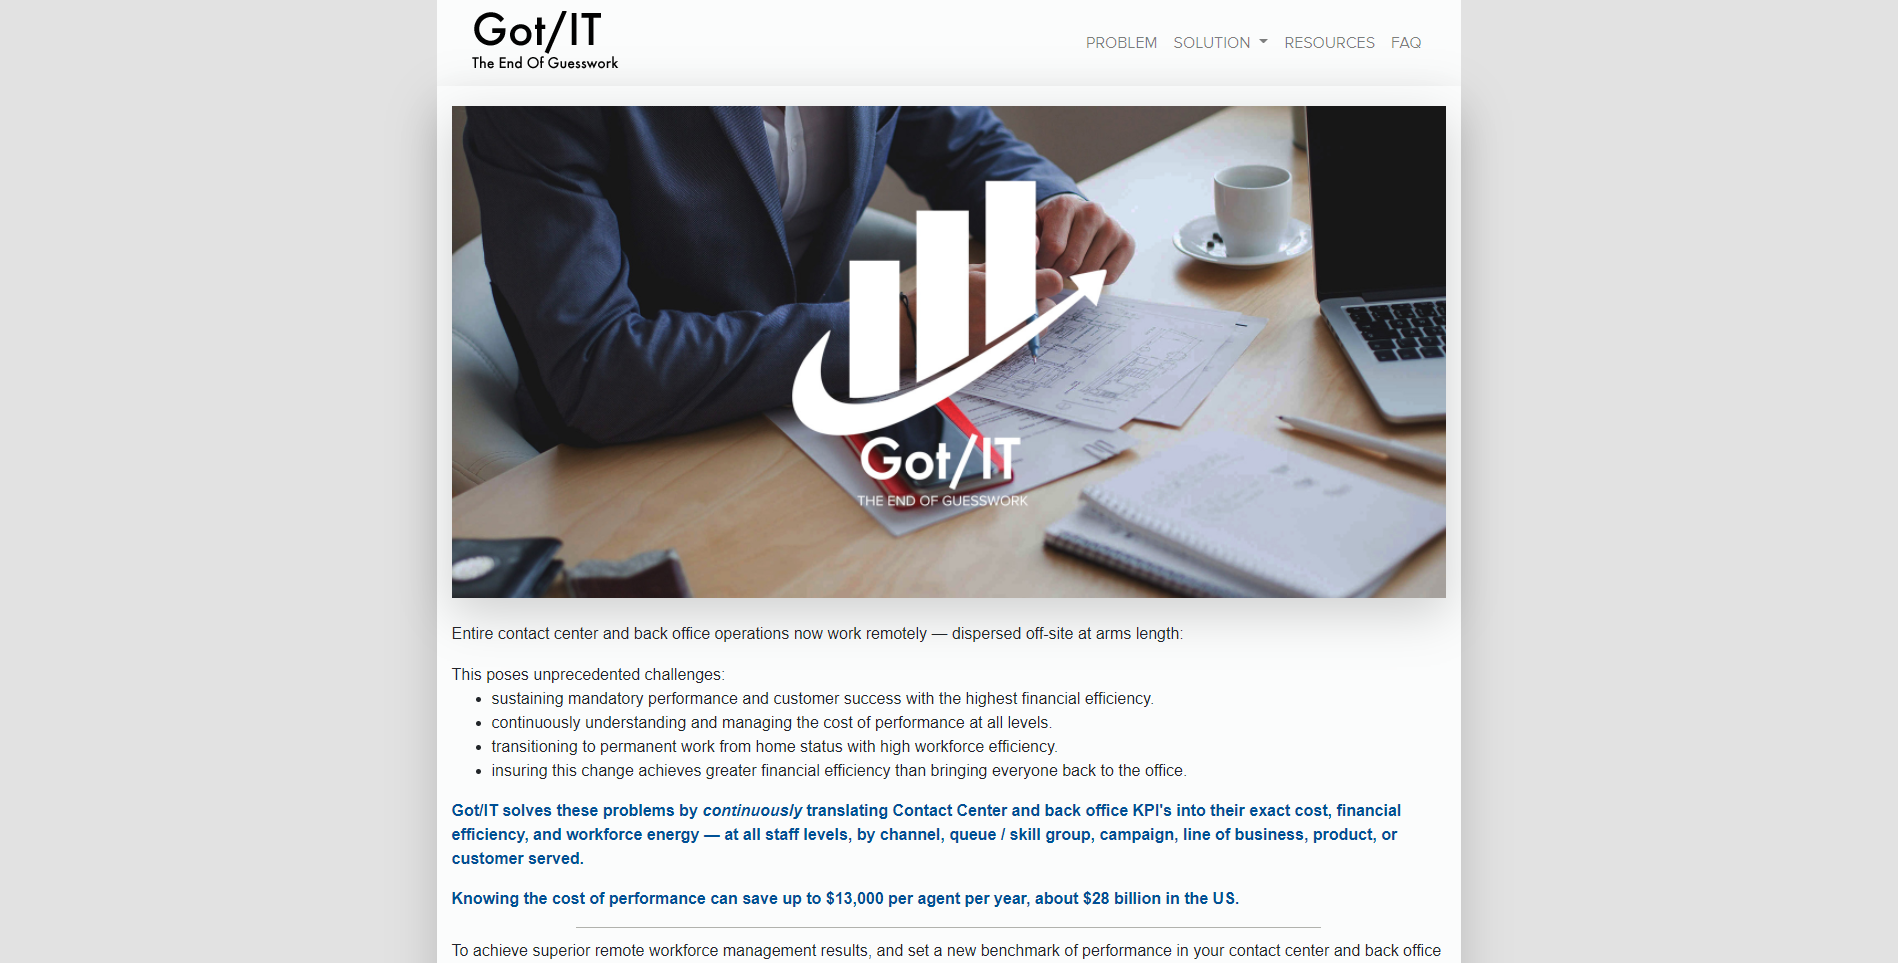 Got/IT
The End Of Guesswork
PROBLEM SOLUTION RESOURCES FAQ
Got/IT
THE END OF GUESSWORK
Entire contact center and back office operations now work remotely — dispersed off-site at arms length:
This poses unprecedented challenges:
• sustaining mandatory performance and customer success with the highest financial efficiency.
• continuously understanding and managing the cost of performance at all levels.
• transitioning to permanent work from home status with high workforce efficiency.
• insuring this change achieves greater financial efficiency than bringing everyone back to the office.
Got/IT solves these problems by continuously translating Contact Center and back office KPI's into their exact cost, financial
efficiency, and workforce energy — at all staff levels, by channel, queue / skill group, campaign, line of business, product, or
customer served.
Knowing the cost of performance can save up to $13,000 per agent per year, about $28 billion in the US.
To achieve superior remote workforce management results, and set a new benchmark of performance in your contact center and back office